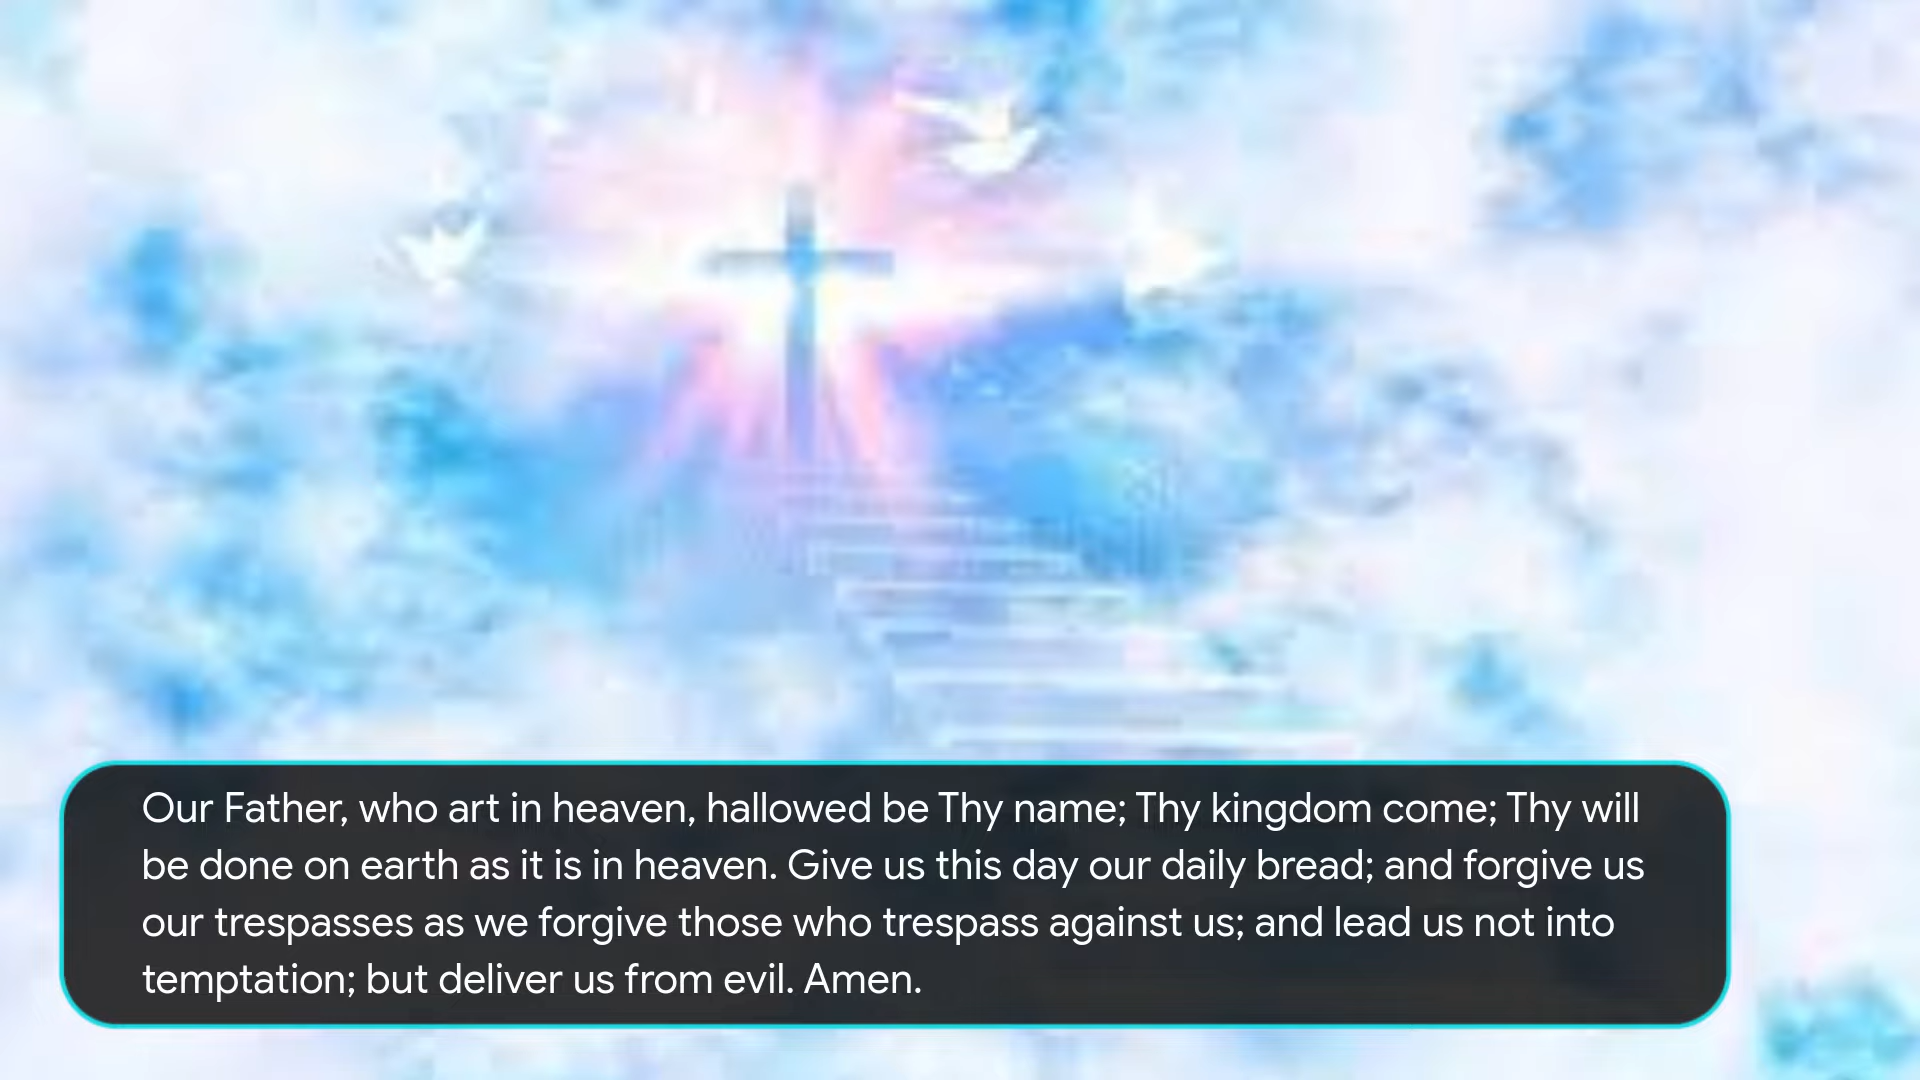 Our Father, who art in heaven, hallowed be Thy name; Thy kingdom come; Thy will
be done on earth as it is in heaven. Give us this day our daily bread; and forgive us
our trespasses as we forgive those who trespass against us; and lead us not into
temptation; but deliver us from evil. Amen.